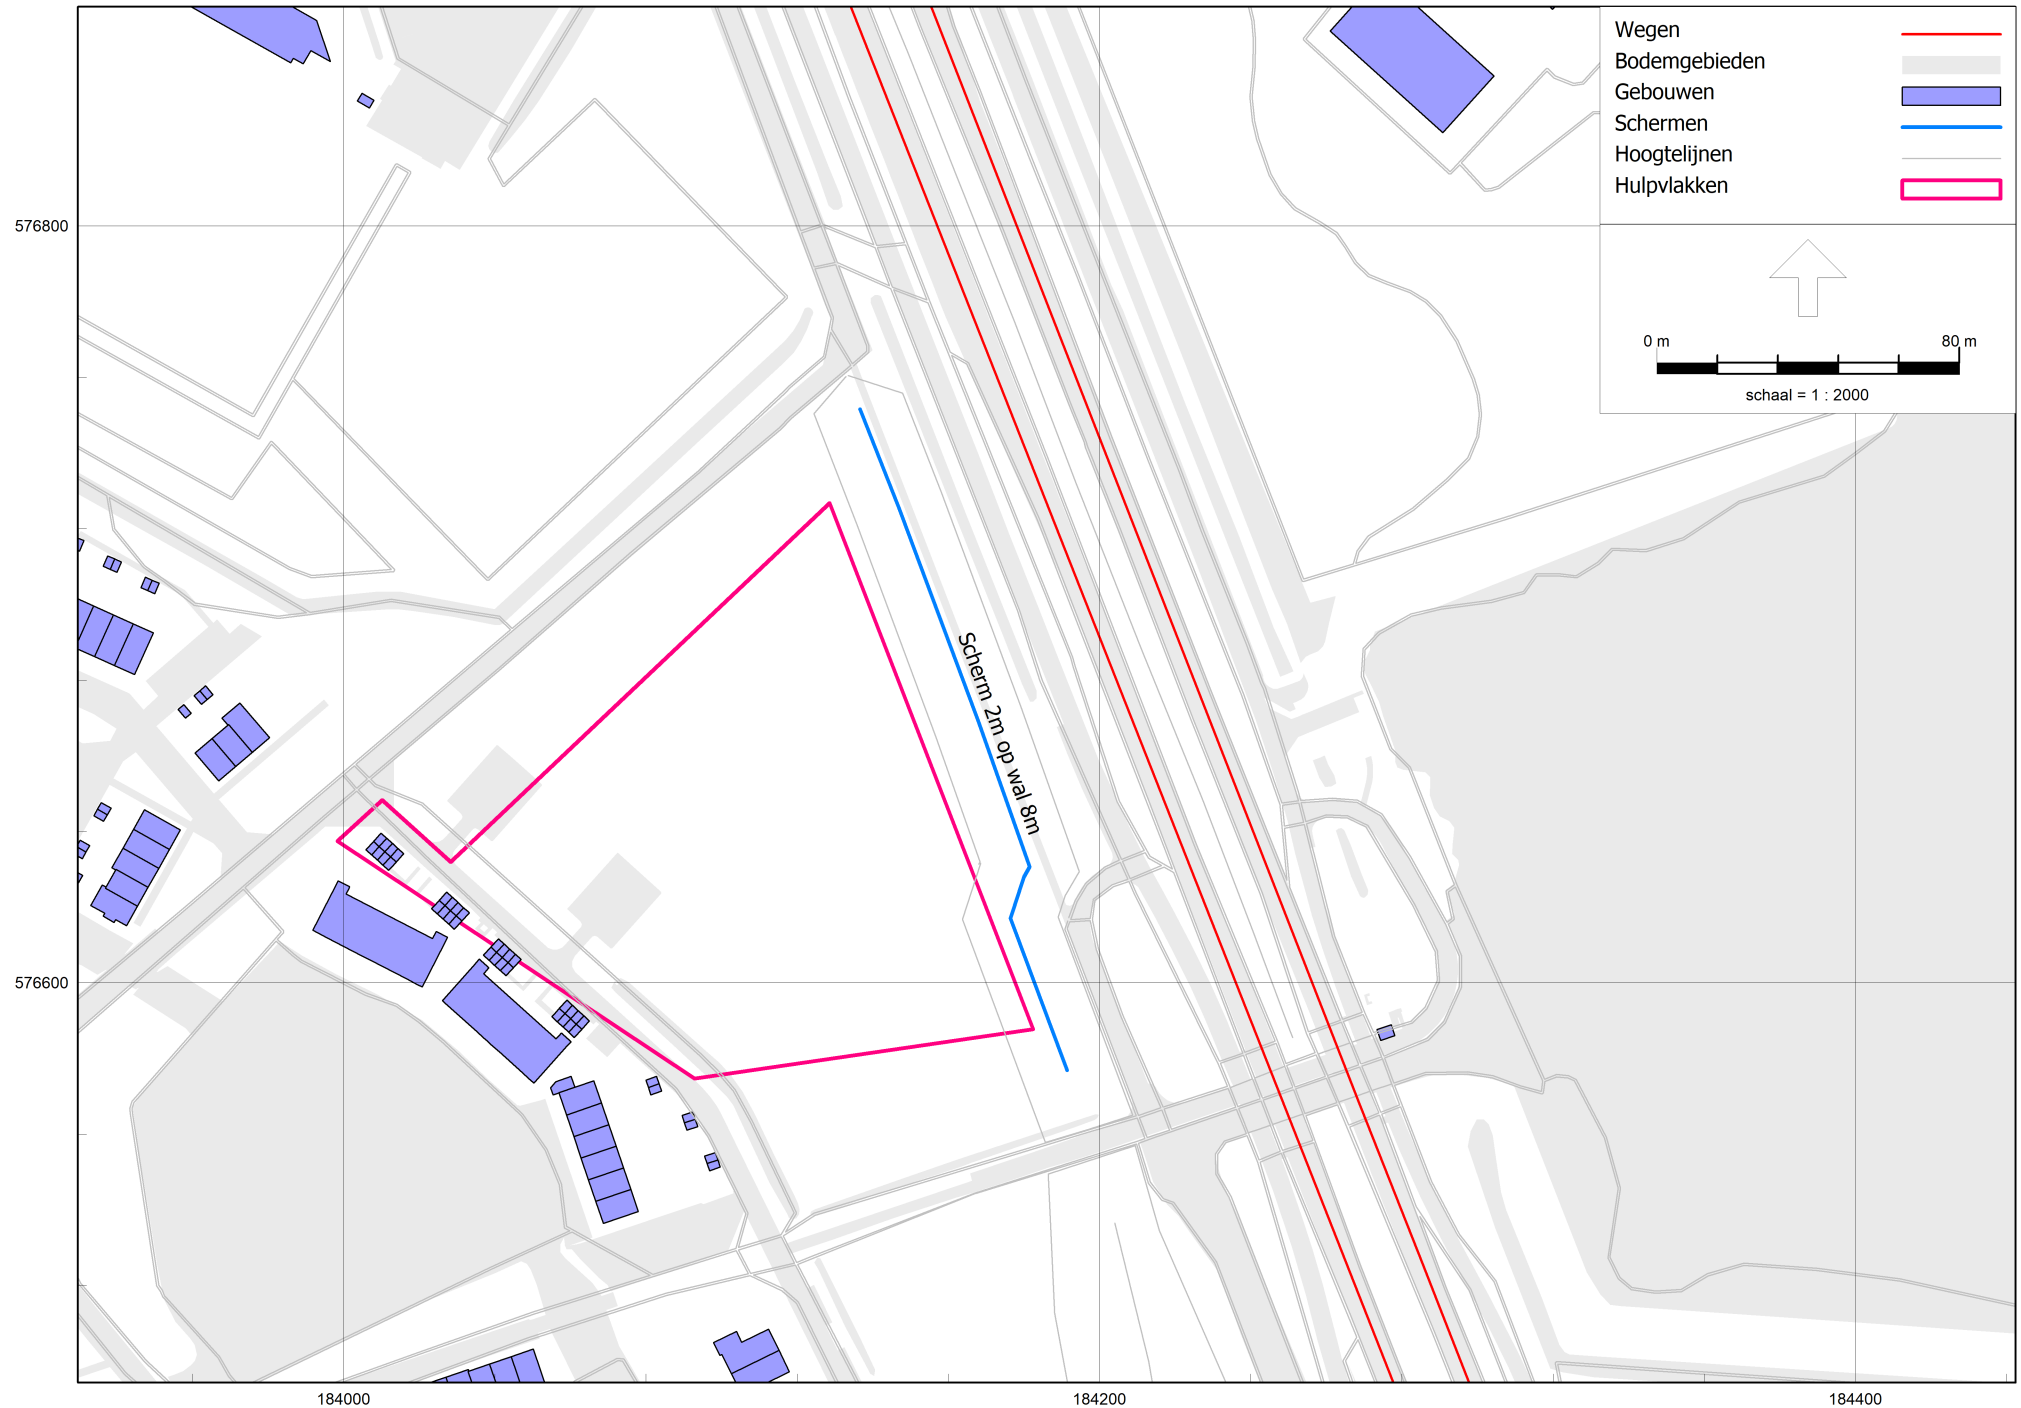 Wegen
Bodemgebieden
Gebouwen
Schermen
Hoogtelijnen
Hulpvlakken
576800
0 m 80 m
schaal = 1 : 2000
Scherm 2m op wal 8m
576600
184000 184200 184400